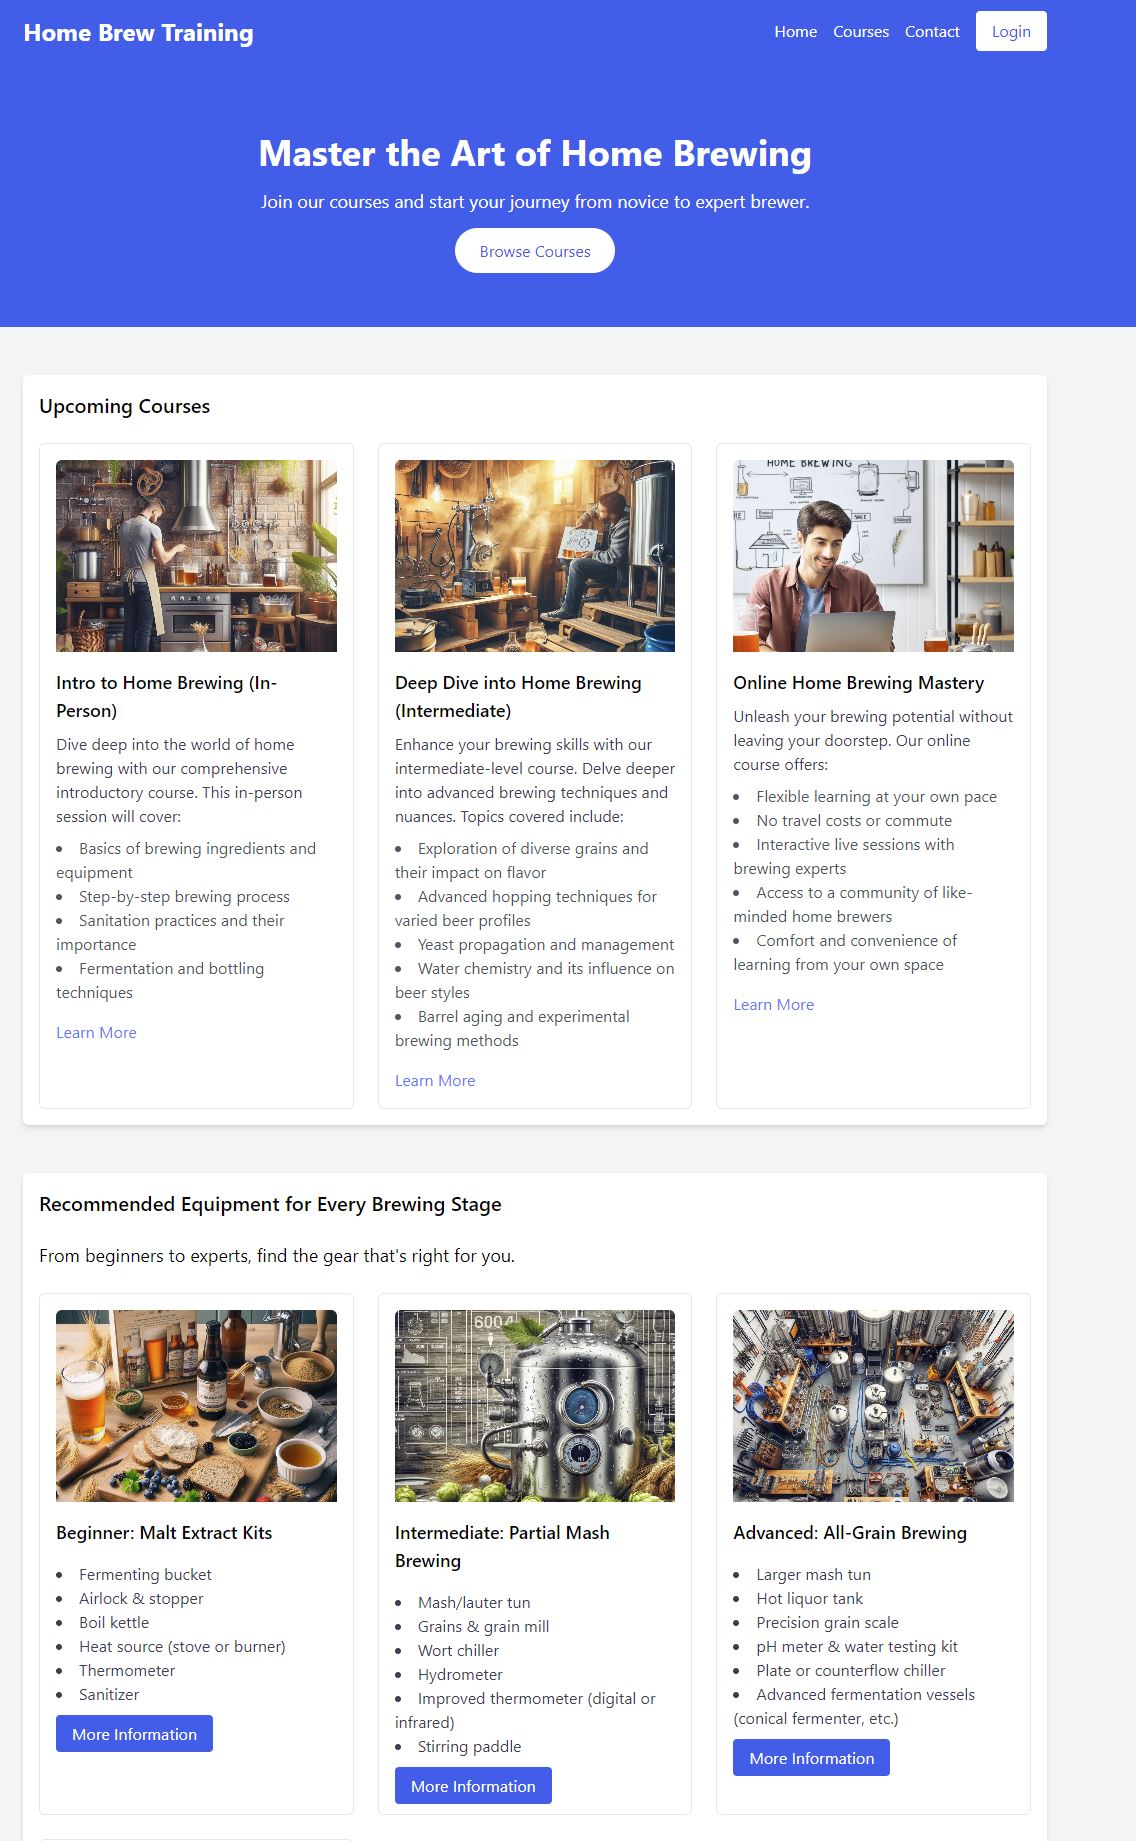 Home Brew Training
Home Courses Contact Login
Master the Art of Home Brewing
Join our courses and start your journey from novice to expert brewer.
Browse Courses
Upcoming Courses
HOME BREWING
Intro to Home Brewing (In-
Person)
Dive deep into the world of home
brewing with our comprehensive
introductory course. This in-person
session will cover:
• Basics of brewing ingredients and
equipment
• Step-by-step brewing process
• Sanitation practices and their
importance
• Fermentation and bottling
techniques
Learn More
Deep Dive into Home Brewing
(Intermediate)
Enhance your brewing skills with our
intermediate-level course. Delve deeper
into advanced brewing techniques and
nuances. Topics covered include:
• Exploration of diverse grains and
their impact on flavor
• Advanced hopping techniques for
varied beer profiles
• Yeast propagation and management
• Water chemistry and its influence on
beer styles
• Barrel aging and experimental
brewing methods
Learn More
Online Home Brewing Mastery
Unleash your brewing potential without
leaving your doorstep. Our online
course offers:
• Flexible learning at your own pace
• No travel costs or commute
• Interactive live sessions with
brewing experts
• Access to a community of like-
minded home brewers
• Comfort and convenience of
learning from your own space
Learn More
Recommended Equipment for Every Brewing Stage
From beginners to experts, find the gear that's right for you.
6004
Beginner: Malt Extract Kits
• Fermenting bucket
• Airlock & stopper
• Boil kettle
• Heat source (stove or burner)
• Thermometer
• Sanitizer
More Information
Intermediate: Partial Mash
Brewing
• Mash/lauter tun
• Grains & grain mill
• Wort chiller
• Hydrometer
• Improved thermometer (digital or
infrared)
• Stirring paddle
More Information
Advanced: All-Grain Brewing
• Larger mash tun
• Hot liquor tank
• Precision grain scale
• pH meter & water testing kit
• Plate or counterflow chiller
• Advanced fermentation vessels
(conical fermenter, etc.)
More Information